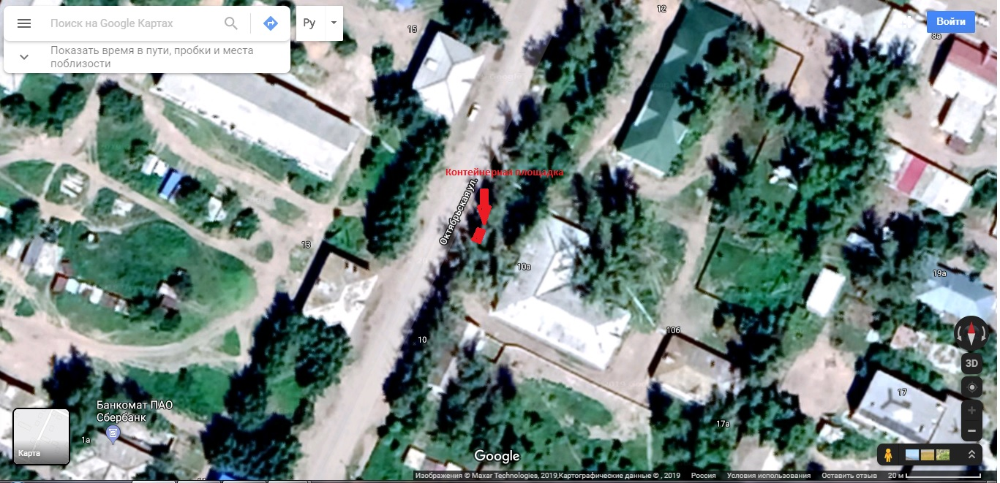 Поиск на Google Картах
Ру
Войти
Показать время в пути, пробки и места
поблизости
12
15
8а
Контейнерная площадка
Октябрьская ул.
13
10а
19а
10б
10
3D
17
Банкомат ПАО
Сбербанк
17а
1а
Карта
Google
Изображения © Maxar Technologies, 2019,Картографические данные © , 2019 Россия Условия использования Оставить отзыв 20 м